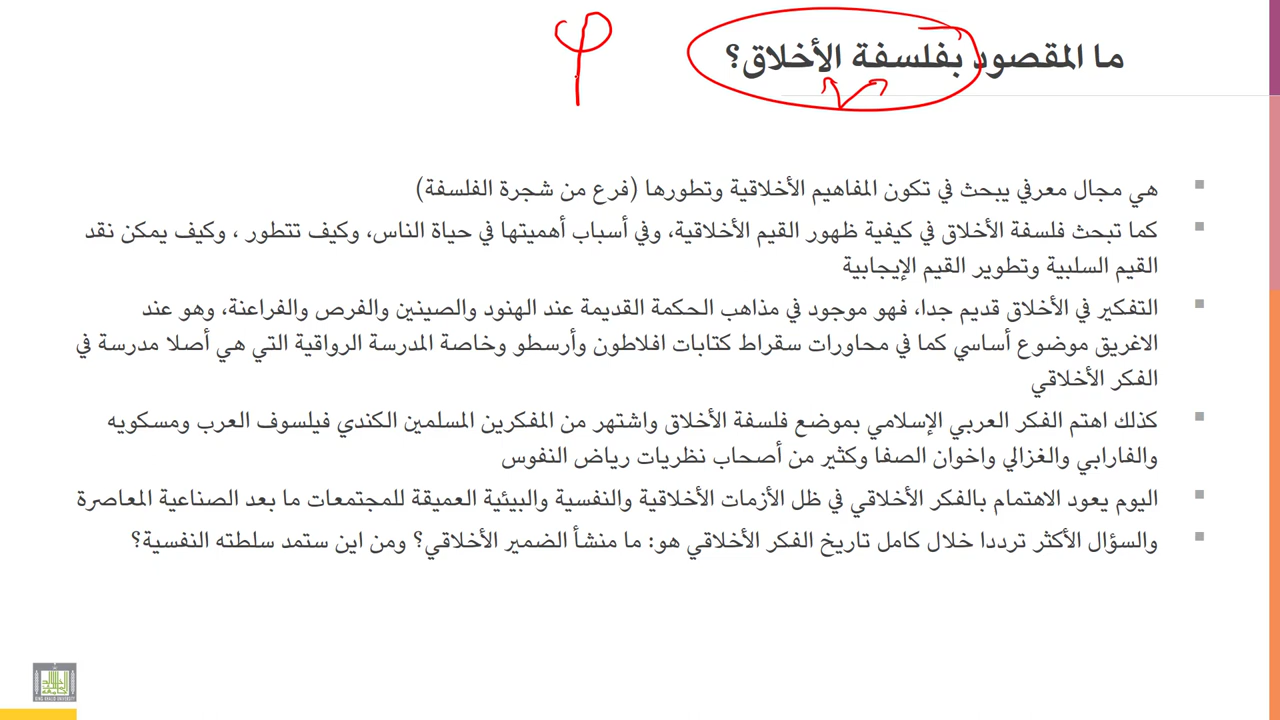 ما المقصود بفلسفة الأخلاق؟
φ
هي مجال معرفي يبحث في تكون المفاهيم الأخلاقية وتطورها (فرع من شجرة الفلسفة)
كما تبحث فلسفة الأخلاق في كيفية ظهور القيم الأخلاقية، وفي أسباب أهميتها في حياة الناس، وكيف تتطور ، وكيف يمكن نقد
القيم السلبية وتطوير القيم الإيجابية
التفكير في الأخلاق قديم جدا، فهو موجود في مذاهب الحكمة القديمة عند الهنود والصينين والفرص والفراعنة، وهو عند
الاغريق موضوع أساسي كما في محاورات سقراط كتابات افلاطون وأرسطو وخاصة المدرسة الرواقية التي هي أصلا مدرسة في
الفكر الأخلاقي
كذلك اهتم الفكر العربي الإسلامي بموضع فلسفة الأخلاق واشتهر من المفكرين المسلمين الكندي فيلسوف العرب ومسكويه
والفارابي والغزالي واخوان الصفا وكثير من أصحاب نظريات رياض النفوس
اليوم يعود الاهتمام بالفكر الأخلاقي في ظل الأزمات الأخلاقية والنفسية والبيئية العميقة للمجتمعات ما بعد الصناعية المعاصرة
والسؤال الأكثر ترددا خلال كامل تاريخ الفكر الأخلاقي هو: ما منشأ الضمير الأخلاقي؟ ومن اين ستمد سلطته النفسية؟
KING KHALID UNIVERSITY